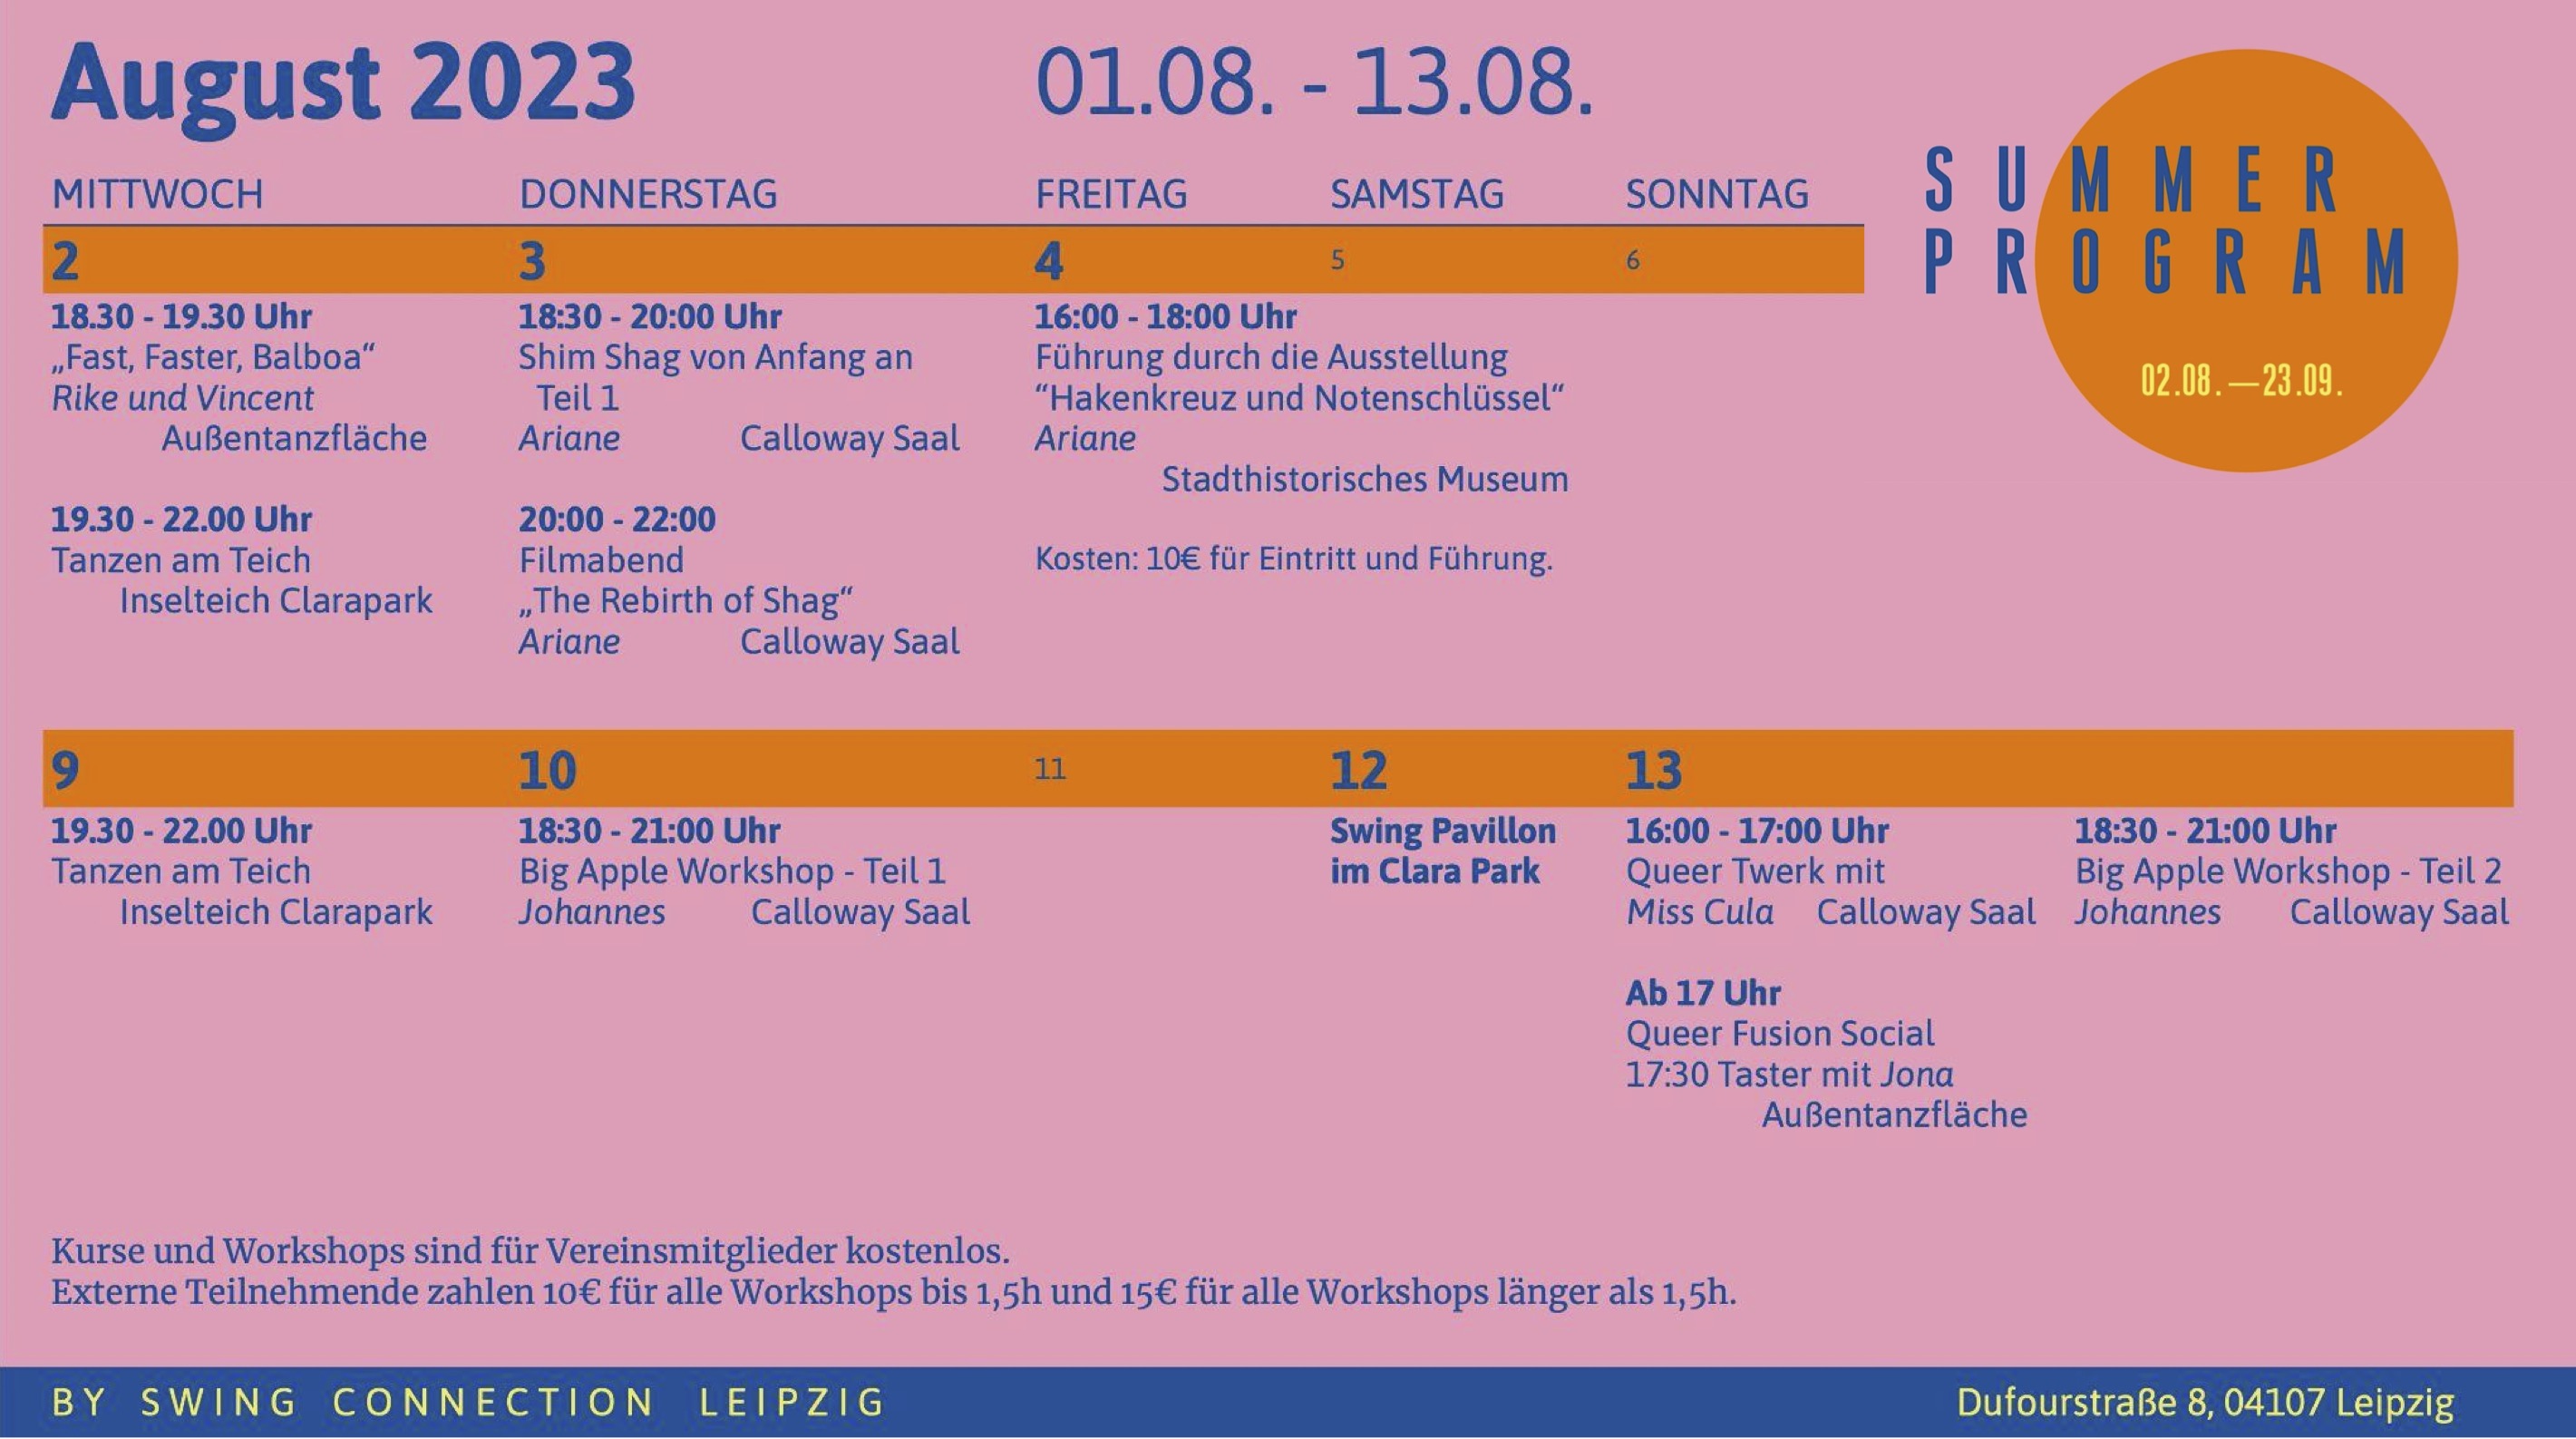 August 2023
01.08. - 13.08.
SUMMER
PROGRAM
02.08.—23.09.
MITTWOCH
DONNERSTAG
FREITAG
SAMSTAG
SONNTAG
2
3
4
5
6
18.30 - 19.30 Uhr
„Fast, Faster, Balboa“
Rike und Vincent
Außentanzfläche
19.30 - 22.00 Uhr
Tanzen am Teich
Inselteich Clarapark
18:30 - 20:00 Uhr
Shim Shag von Anfang an
Teil 1
Ariane Calloway Saal
20:00 - 22:00
Filmabend
„The Rebirth of Shag“
Ariane Calloway Saal
16:00 - 18:00 Uhr
Führung durch die Ausstellung
“Hakenkreuz und Notenschlüssel“
Ariane
Stadthistorisches Museum
Kosten: 10€ für Eintritt und Führung.
9
10
11
12
13
19.30 - 22.00 Uhr
Tanzen am Teich
Inselteich Clarapark
18:30 - 21:00 Uhr
Big Apple Workshop - Teil 1
Johannes Calloway Saal
Swing Pavillon
im Clara Park
16:00 - 17:00 Uhr
Queer Twerk mit
Miss Cula Calloway Saal
Ab 17 Uhr
Queer Fusion Social
17:30 Taster mit Jona
Außentanzfläche
18:30 - 21:00 Uhr
Big Apple Workshop - Teil 2
Johannes Calloway Saal
Kurse und Workshops sind für Vereinsmitglieder kostenlos.
Externe Teilnehmende zahlen 10€ für alle Workshops bis 1,5h und 15€ für alle Workshops länger als 1,5h.
BY SWING CONNECTION LEIPZIG
Dufourstraße 8, 04107 Leipzig